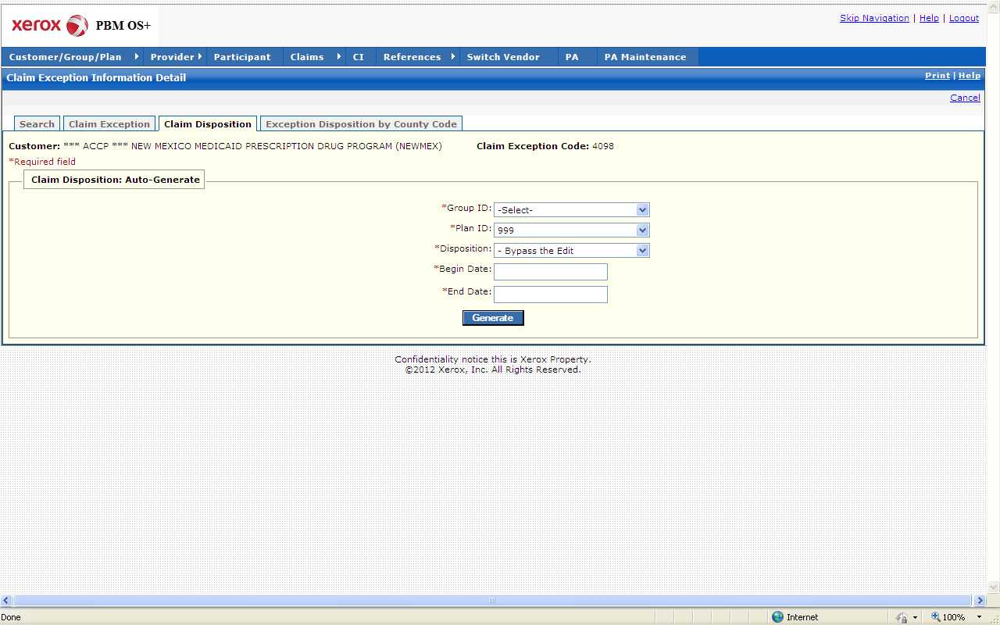 xerox PBM OS+
Skip Navigation | Help | Logout
Customer/Group/Plan Provider Participant Claims CI References Switch Vendor PA PA Maintenance
Claim Exception Information Detail
Print | Help
Cancel
Search Claim Exception Claim Disposition Exception Disposition by County Code
Customer: *** ACCP *** NEW MEXICO MEDICAID PRESCRIPTION DRUG PROGRAM (NEWMEX) Claim Exception Code: 4098
*Required field
Claim Disposition: Auto-Generate
*Group ID: -Select-
*Plan ID: 999
*Disposition: - Bypass the Edit
*Begin Date:
*End Date:
Generate
Confidentiality notice this is Xerox Property.
©2012 Xerox, Inc. All Rights Reserved.
Done Internet 100%